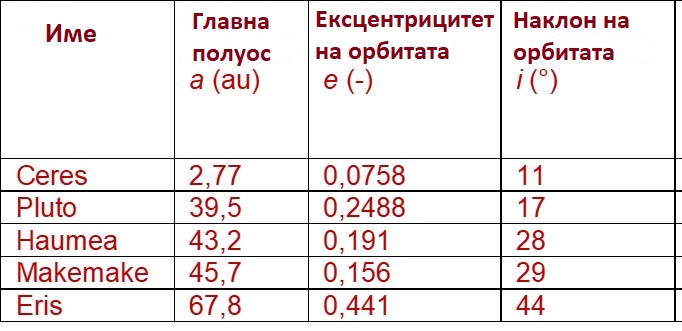 Име Главна полуос a (au) Ексцентрицитет на орбитата e (-) Наклон на орбитата i (°)
Ceres 2,77 0,0758 11
Pluto 39,5 0,2488 17
Haumea 43,2 0,191 28
Makemake 45,7 0,156 29
Eris 67,8 0,441 44